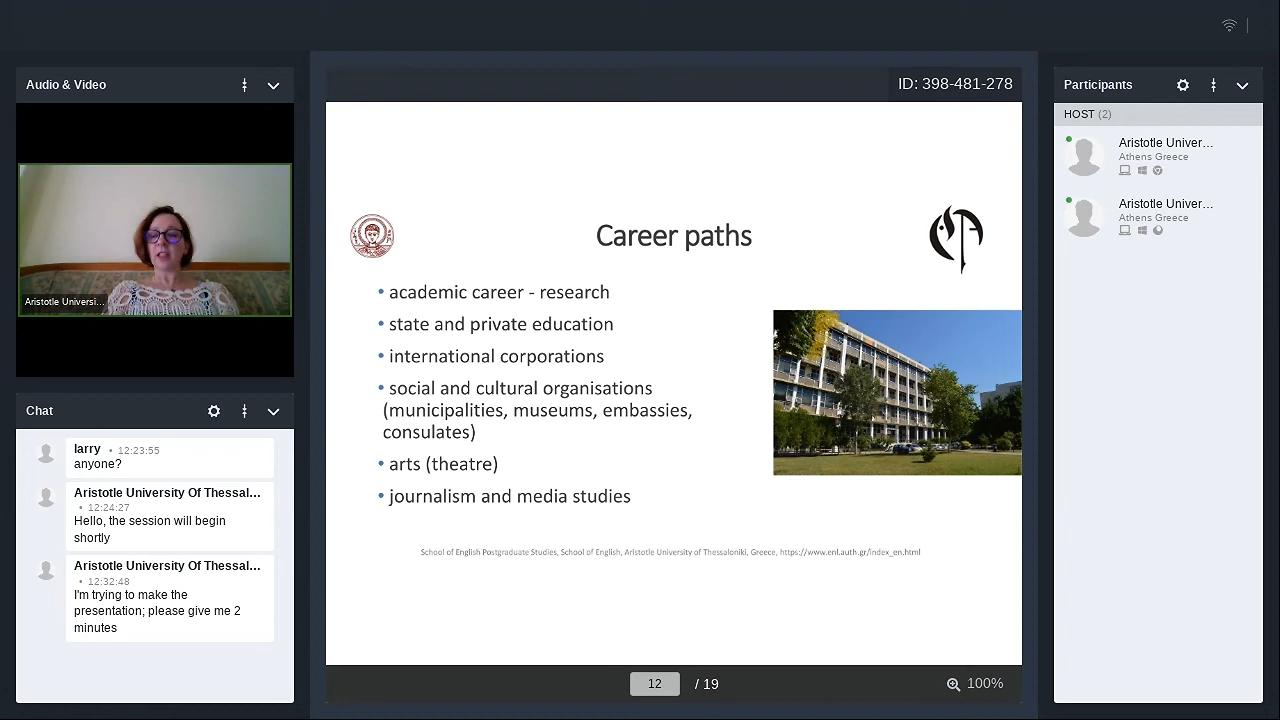 Audio & Video
Aristotle Universi...
Chat
larry • 12:23:55
anyone?
Aristotle University Of Thessal...
• 12:24:27
Hello, the session will begin
shortly
Aristotle University Of Thessal...
• 12:32:48
I'm trying to make the
presentation; please give me 2
minutes
ID: 398-481-278
Career paths
• academic career - research
• state and private education
• international corporations
• social and cultural organisations
(municipalities, museums, embassies,
consulates)
• arts (theatre)
• journalism and media studies
School of English Postgraduate Studies, School of English, Aristotle University of Thessaloniki, Greece, https://www.enl.auth.gr/index_en.html
12 / 19
100%
Participants
HOST (2)
Aristotle Univer...
Athens Greece
Aristotle Univer...
Athens Greece